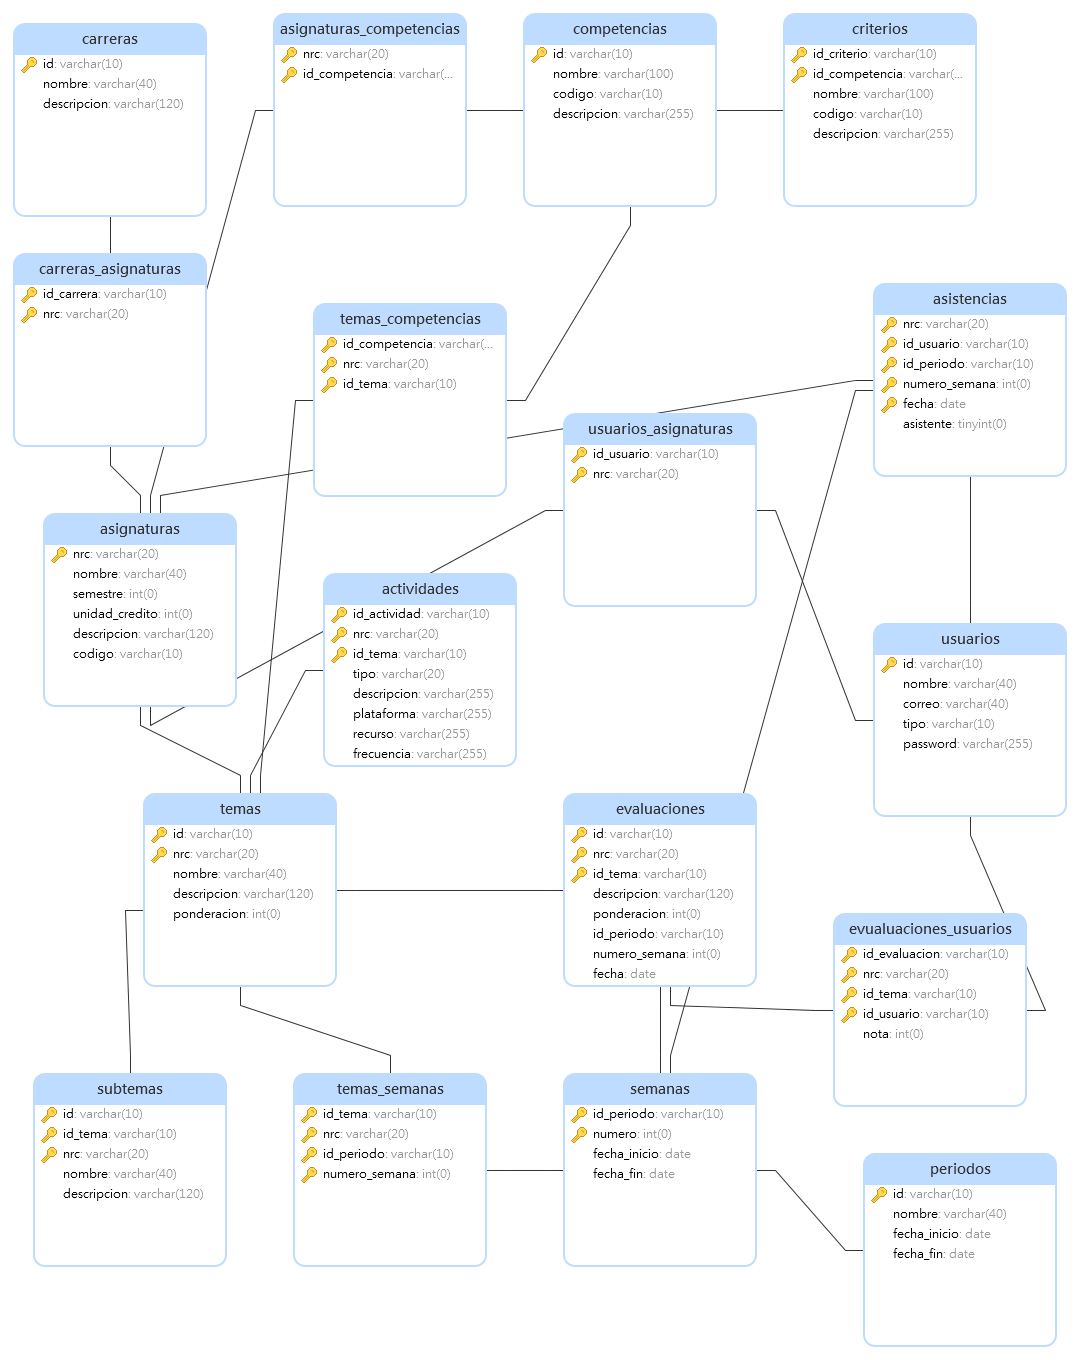 carreras
id: varchar(10)
nombre: varchar(40)
descripcion: varchar(120)
asignaturas_competencias
nrc: varchar(20)
id_competencia: varchar(...
competencias
id: varchar(10)
nombre: varchar(100)
codigo: varchar(10)
descripcion: varchar(255)
criterios
id_criterio: varchar(10)
id_competencia: varchar(...
nombre: varchar(100)
codigo: varchar(10)
descripcion: varchar(255)
carreras_asignaturas
id_carrera: varchar(10)
nrc: varchar(20)
temas_competencias
id_competencia: varchar(...
nrc: varchar(20)
id_tema: varchar(10)
asistencias
nrc: varchar(20)
id_usuario: varchar(10)
id_periodo: varchar(10)
numero_semana: int(0)
fecha: date
asistente: tinyint(0)
usuarios_asignaturas
id_usuario: varchar(10)
nrc: varchar(20)
asignaturas
nrc: varchar(20)
nombre: varchar(40)
semestre: int(0)
unidad_credito: int(0)
descripcion: varchar(120)
codigo: varchar(10)
actividades
id_actividad: varchar(10)
nrc: varchar(20)
id_tema: varchar(10)
tipo: varchar(20)
descripcion: varchar(255)
plataforma: varchar(255)
recurso: varchar(255)
frecuencia: varchar(255)
usuarios
id: varchar(10)
nombre: varchar(40)
correo: varchar(40)
tipo: varchar(10)
password: varchar(255)
temas
id: varchar(10)
nrc: varchar(20)
nombre: varchar(40)
descripcion: varchar(120)
ponderacion: int(0)
evaluaciones
id: varchar(10)
nrc: varchar(20)
id_tema: varchar(10)
descripcion: varchar(120)
ponderacion: int(0)
id_periodo: varchar(10)
numero_semana: int(0)
fecha: date
evualuaciones_usuarios
id_evaluacion: varchar(10)
nrc: varchar(20)
id_tema: varchar(10)
id_usuario: varchar(10)
nota: int(0)
subtemas
id: varchar(10)
id_tema: varchar(10)
nrc: varchar(20)
nombre: varchar(40)
descripcion: varchar(120)
temas_semanas
id_tema: varchar(10)
nrc: varchar(20)
id_periodo: varchar(10)
numero_semana: int(0)
semanas
id_periodo: varchar(10)
numero: int(0)
fecha_inicio: date
fecha_fin: date
periodos
id: varchar(10)
nombre: varchar(40)
fecha_inicio: date
fecha_fin: date